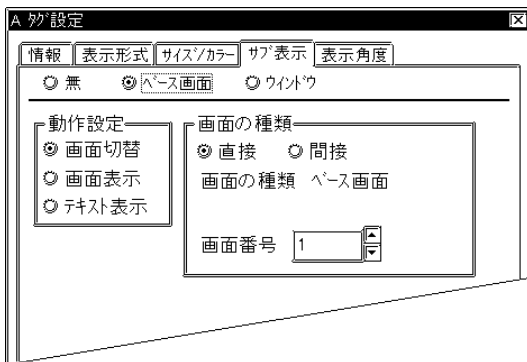 A ﾀｸﾞ設定
情報 表示形式 ｻｲｽﾞ/ｶﾗｰ ｻﾌﾞ表示 表示角度
無 ﾍﾞｰｽ画面 ｳｨﾝﾄﾞｳ
動作設定
画面切替
画面表示
ﾃｷｽﾄ表示
画面の種類
直接 間接
画面の種類 ﾍﾞｰｽ画面
画面番号 1